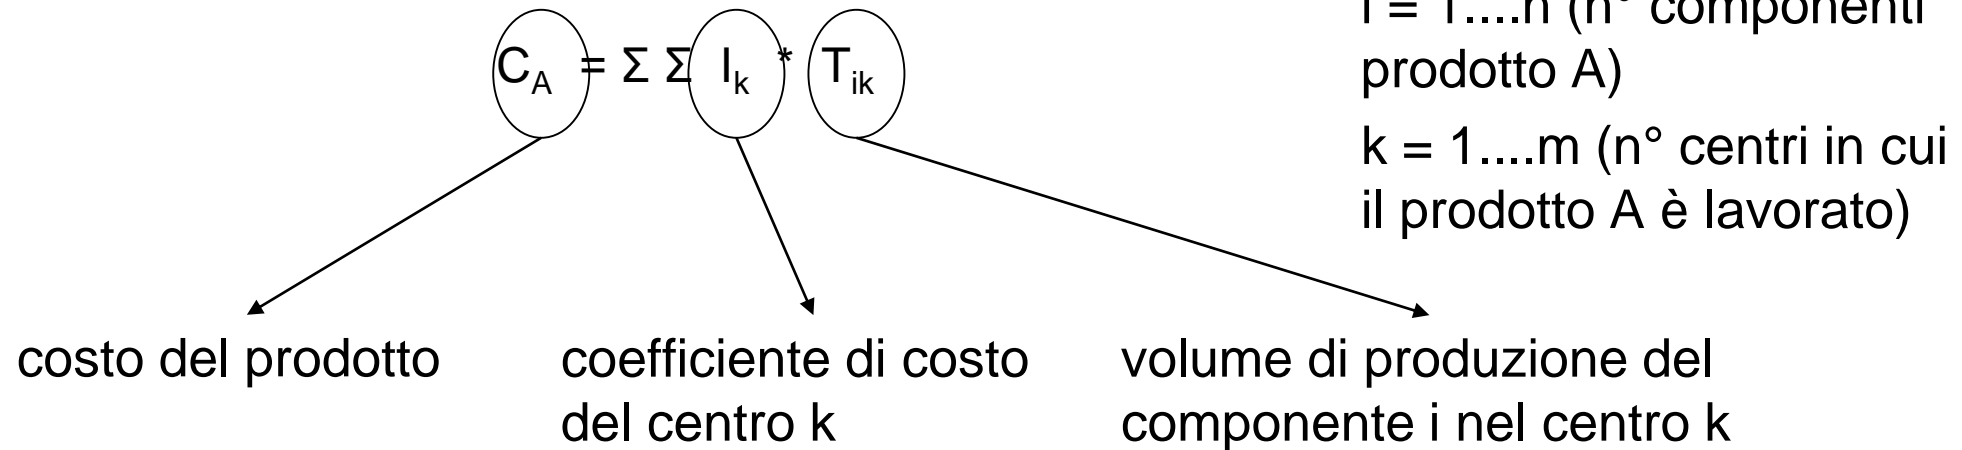 i = 1....n (n° componenti
prodotto A)
C_A = Σ Σ I_k * T_ik
k = 1....m (n° centri in cui
il prodotto A è lavorato)
costo del prodotto
coefficiente di costo
del centro k
volume di produzione del
componente i nel centro k